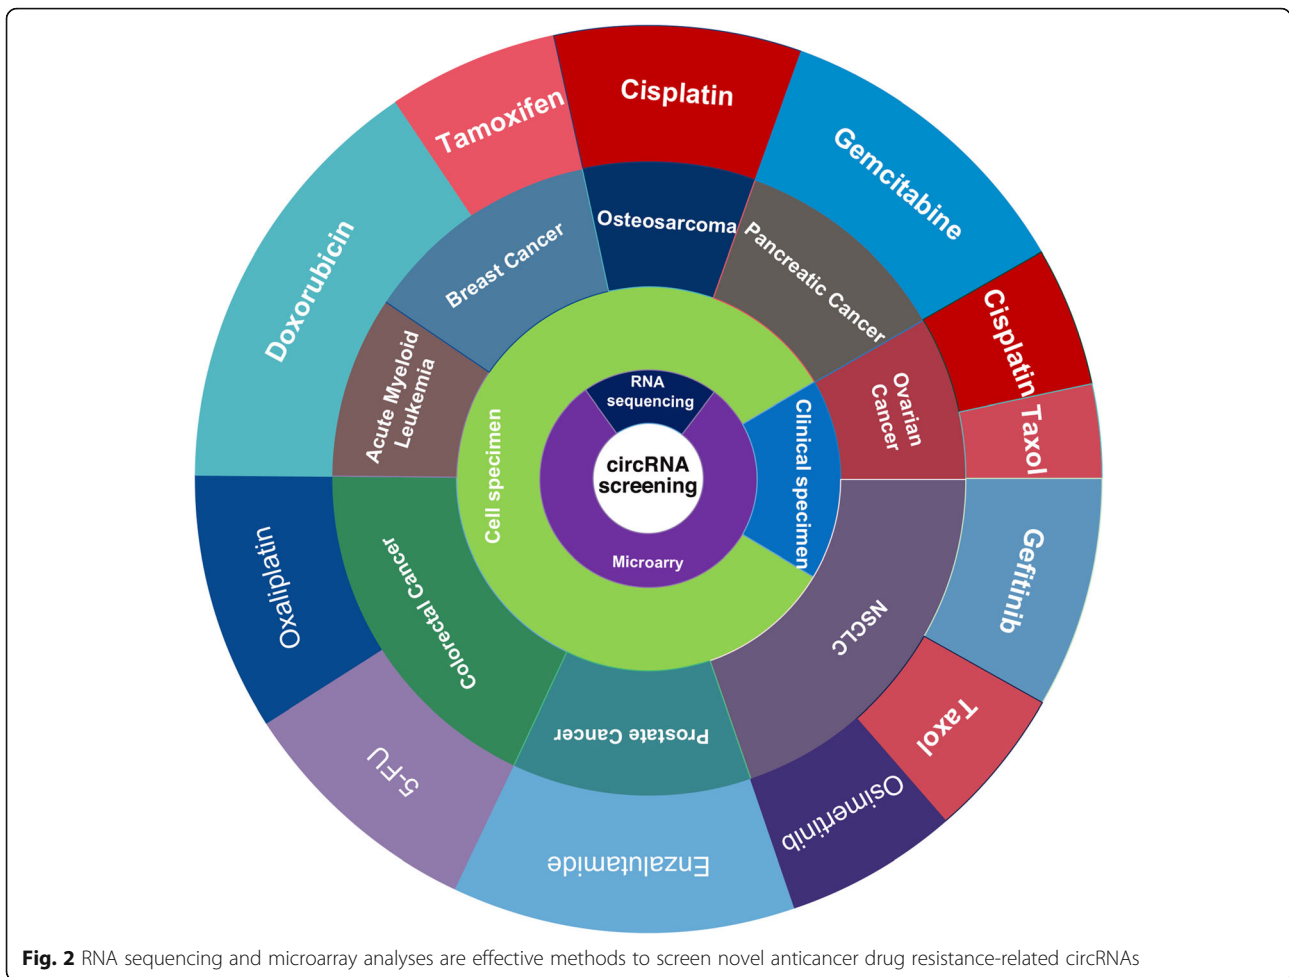 Cisplatin
Gemcitabine
Cisplatin
Taxol
Gefitinib
Taxol
Osimertinib
Enzalutamide
5-FU
Oxaliplatin
Doxorubicin
Tamoxifen
Osteosarcoma
Pancreatic Cancer
Ovarian
Cancer
NSCLC
Prostate Cancer
Colorectal Cancer
Acute Myeloid
Leukemia
Breast Cancer
Cell specimen
Clinical specimen
RNA
sequencing
Microarry
circRNA
screening
Fig. 2 RNA sequencing and microarray analyses are effective methods to screen novel anticancer drug resistance-related circRNAs